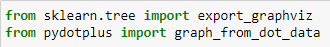 from sklearn.tree import export_graphviz
from pydotplus import graph_from_dot_data